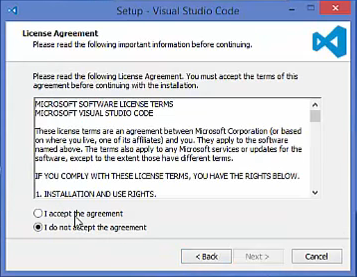 Setup - Visual Studio Code
License Agreement
Please read the following important information before continuing.
Please read the following License Agreement. You must accept the terms of this
agreement before continuing with the installation.
MICROSOFT SOFTWARE LICENSE TERMS
MICROSOFT VISUAL STUDIO CODE
These license terms are an agreement between Microsoft Corporation (or based
on where you live, one of its affiliates) and you. They apply to the software
named above. The terms also apply to any Microsoft services or updates for the
software, except to the extent those have different terms.
IF YOU COMPLY WITH THESE LICENSE TERMS, YOU HAVE THE RIGHTS BELOW.
1. INSTALLATION AND USE RIGHTS.
I accept the agreement
I do not accept the agreement
< Back
Next >
Cancel